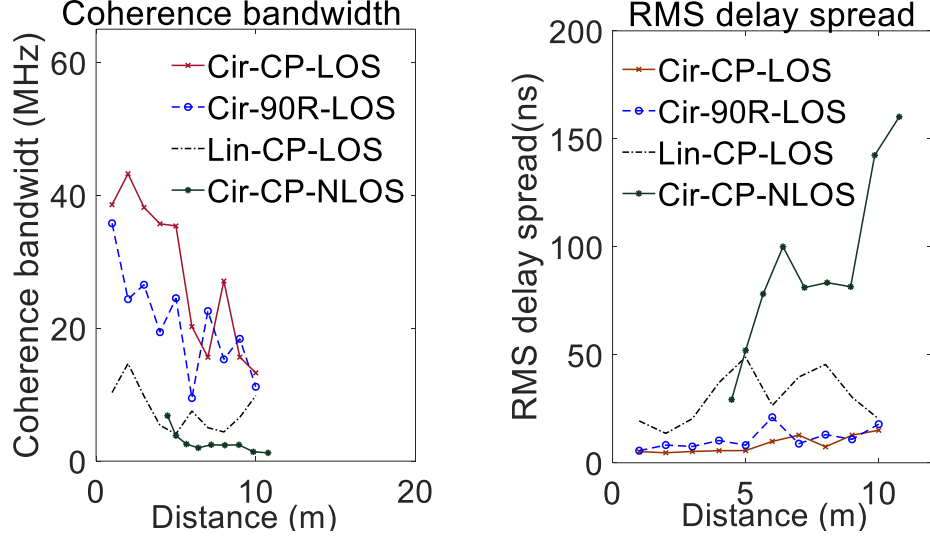 Coherence bandwidth
Coherence bandwidt (MHz)
60
40
20
0
Cir-CP-LOS
Cir-90R-LOS
Lin-CP-LOS
Cir-CP-NLOS
0 10 20
Distance (m)
RMS delay spread
RMS delay spread(ns)
200
150
100
50
0
Cir-CP-LOS
Cir-90R-LOS
Lin-CP-LOS
Cir-CP-NLOS
0 5 10
Distance (m)